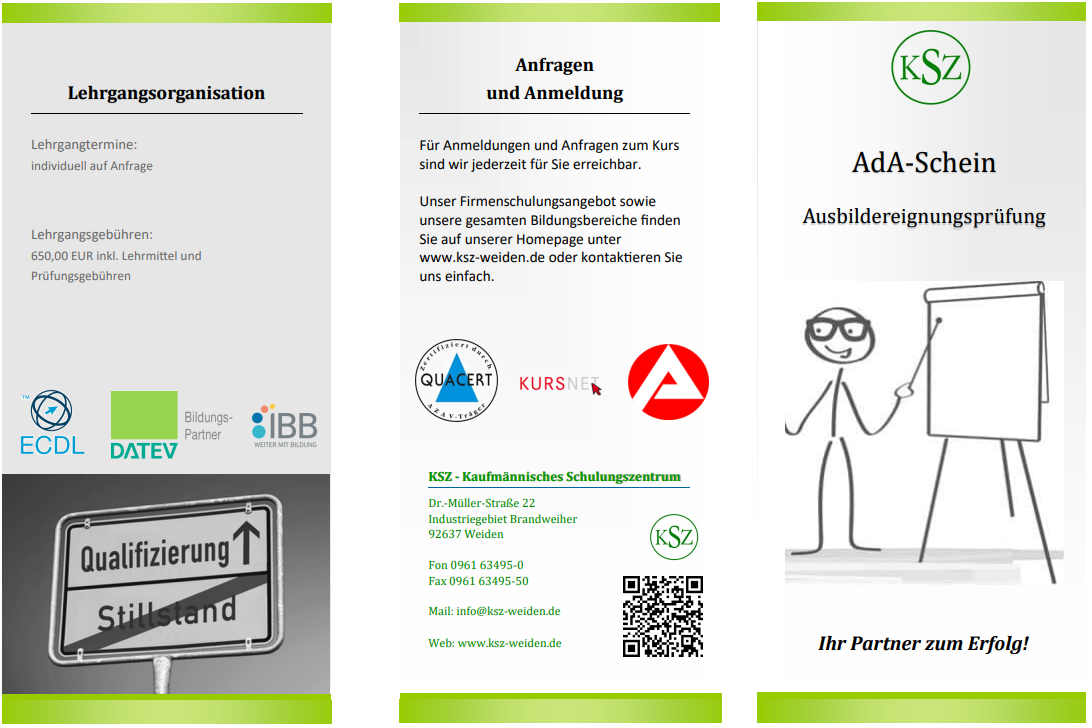 Lehrgangsorganisation
Lehrgangtermine:
individuell auf Anfrage
Lehrgangsgebühren:
650,00 EUR inkl. Lehrmittel und
Prüfungsgebühren
TM
ECDL
DATEV
Bildungs-
Partner
iBB
WEITER MIT BILDUNG
Qualifizierung
Stillstand
Anfragen
und Anmeldung
Für Anmeldungen und Anfragen zum Kurs
sind wir jederzeit für Sie erreichbar.
Unser Firmenschulungsangebot sowie
unsere gesamten Bildungsbereiche finden
Sie auf unserer Homepage unter
www.ksz-weiden.de oder kontaktieren Sie
uns einfach.
Zertifiziert durch
QUACERT
AZAV-Träger
KURSNET
KSZ - Kaufmännisches Schulungszentrum
Dr.-Müller-Straße 22
Industriegebiet Brandweiher
92637 Weiden
KSZ
Fon 0961 63495-0
Fax 0961 63495-50
Mail: info@ksz-weiden.de
Web: www.ksz-weiden.de
KSZ
AdA-Schein
Ausbildereignungsprüfung
Ihr Partner zum Erfolg!